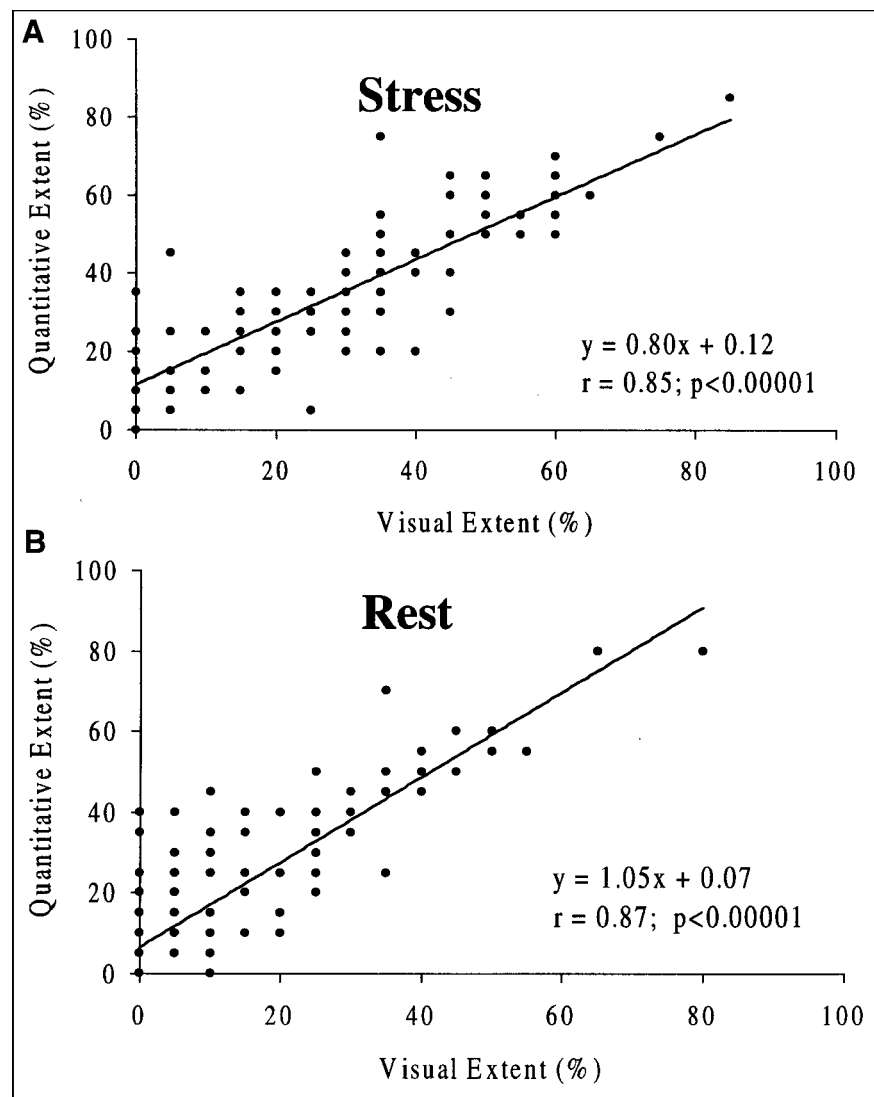 A
Stress
Quantitative Extent (%)
100
80
60
40
20
0
y = 0.80x + 0.12
r = 0.85; p<0.00001
0 20 40 60 80 100
Visual Extent (%)
B
Rest
Quantitative Extent (%)
100
80
60
40
20
0
y = 1.05x + 0.07
r = 0.87; p<0.00001
0 20 40 60 80 100
Visual Extent (%)